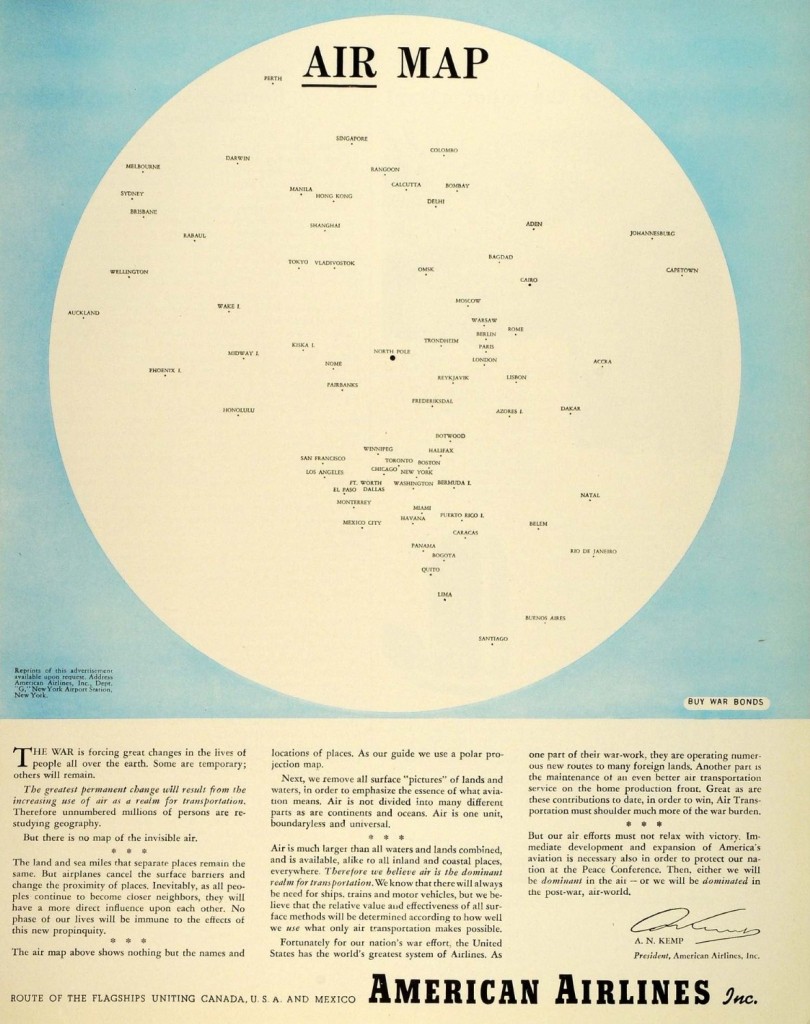 AIR MAP
PERTH
SINGAPORE
COLOMBO
DARWIN
MELBOURNE
RANGOON
CALCUTTA
BOMBAY
MANILA
HONG KONG
SYDNEY
DELHI
BRISBANE
SHANGHAI
ADEN
RABAUL
JOHANNESBURG
BAGDAD
TOKYO
VLADIVOSTOK
OMSK
CAPETOWN
WELLINGTON
CAIRO
MOSCOW
WAKE I.
AUCKLAND
WARSAW
ROME
BERLIN
TRONDHEIM
KISKA I.
PARIS
NORTH POLE
MIDWAY I.
LONDON
NOME
ACCRA
PHOENIX I.
REYKJAVIK
LISBON
FAIRBANKS
FREDERIKSDAL
HONOLULU
AZORES I.
DAKAR
BOTWOOD
WINNIPEG
HALIFAX
SAN FRANCISCO
TORONTO
BOSTON
CHICAGO
NEW YORK
LOS ANGELES
FT. WORTH
WASHINGTON
BERMUDA I.
EL PASO
DALLAS
NATAL
MONTERREY
MIAMI
PUERTO RICO I.
HAVANA
MEXICO CITY
BELEM
CARACAS
PANAMA
RIO DE JANEIRO
BOGOTA
QUITO
LIMA
BUENOS AIRES
SANTIAGO
Reprints of this advertisement
available upon request. Address
American Airlines, Inc., Dept.
"G," New York Airport Station,
New York.
BUY WAR BONDS
THE WAR is forcing great changes in the lives of
people all over the earth. Some are temporary;
others will remain.
The greatest permanent change will result from the
increasing use of air as a realm for transportation.
Therefore unnumbered millions of persons are re-
studying geography.
But there is no map of the invisible air.
* * *
The land and sea miles that separate places remain the
same. But airplanes cancel the surface barriers and
change the proximity of places. Inevitably, as all peo-
ples continue to become closer neighbors, they will
have a more direct influence upon each other. No
phase of our lives will be immune to the effects of
this new propinquity.
* * *
The air map above shows nothing but the names and
locations of places. As our guide we use a polar pro-
jection map.
Next, we remove all surface "pictures" of lands and
waters, in order to emphasize the essence of what avia-
tion means. Air is not divided into many different
parts as are continents and oceans. Air is one unit,
boundaryless and universal.
* * *
Air is much larger than all waters and lands combined,
and is available, alike to all inland and coastal places,
everywhere. Therefore we believe air is the dominant
realm for transportation. We know that there will always
be need for ships, trains and motor vehicles, but we be-
lieve that the relative value and effectiveness of all sur-
face methods will be determined according to how well
we use what only air transportation makes possible.
Fortunately for our nation's war effort, the United
States has the world's greatest system of Airlines. As
one part of their war-work, they are operating numer-
ous new routes to many foreign lands. Another part is
the maintenance of an even better air transportation
service on the home production front. Great as are
these contributions to date, in order to win, Air Trans-
portation must shoulder much more of the war burden.
* * *
But our air efforts must not relax with victory. Im-
mediate development and expansion of America's
aviation is necessary also in order to protect our na-
tion at the Peace Conference. Then, either we will
be dominant in the air – or we will be dominated in
the post-war, air-world.
A. N. KEMP
President, American Airlines, Inc.
ROUTE OF THE FLAGSHIPS UNITING CANADA, U. S. A. AND MEXICO AMERICAN AIRLINES Inc.